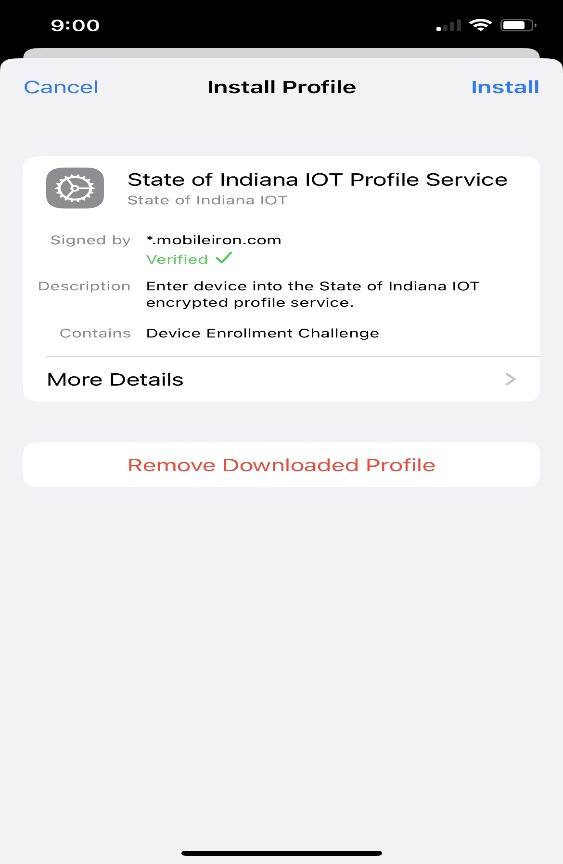 9:00
Cancel
Install Profile
Install
State of Indiana IOT Profile Service
State of Indiana IOT
Signed by
*.mobileiron.com
Verified
Description
Enter device into the State of Indiana IOT
encrypted profile service.
Contains
Device Enrollment Challenge
More Details
Remove Downloaded Profile